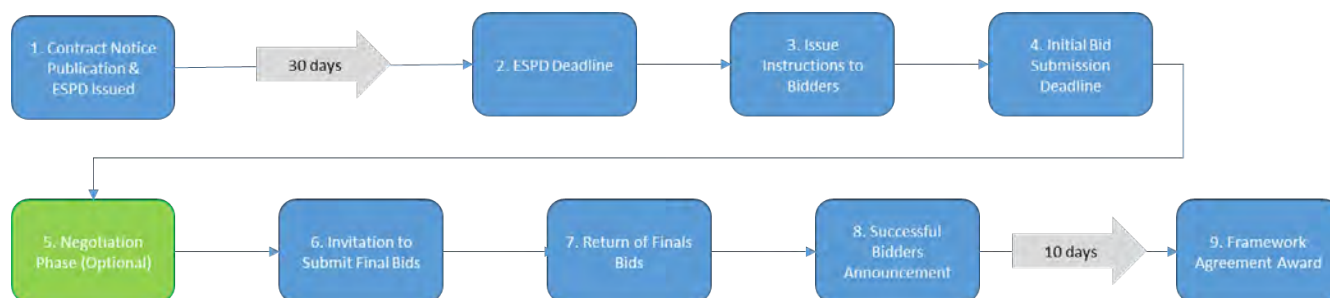 1. Contract Notice
Publication &
ESPD Issued
30 days
2. ESPD Deadline
3. Issue
Instructions to
Bidders
4. Initial Bid
Submission
Deadline
5. Negotiation
Phase (Optional)
6. Invitation to
Submit Final Bids
7. Return of Finals
Bids
8. Successful
Bidders
Announcement
10 days
9. Framework
Agreement Award